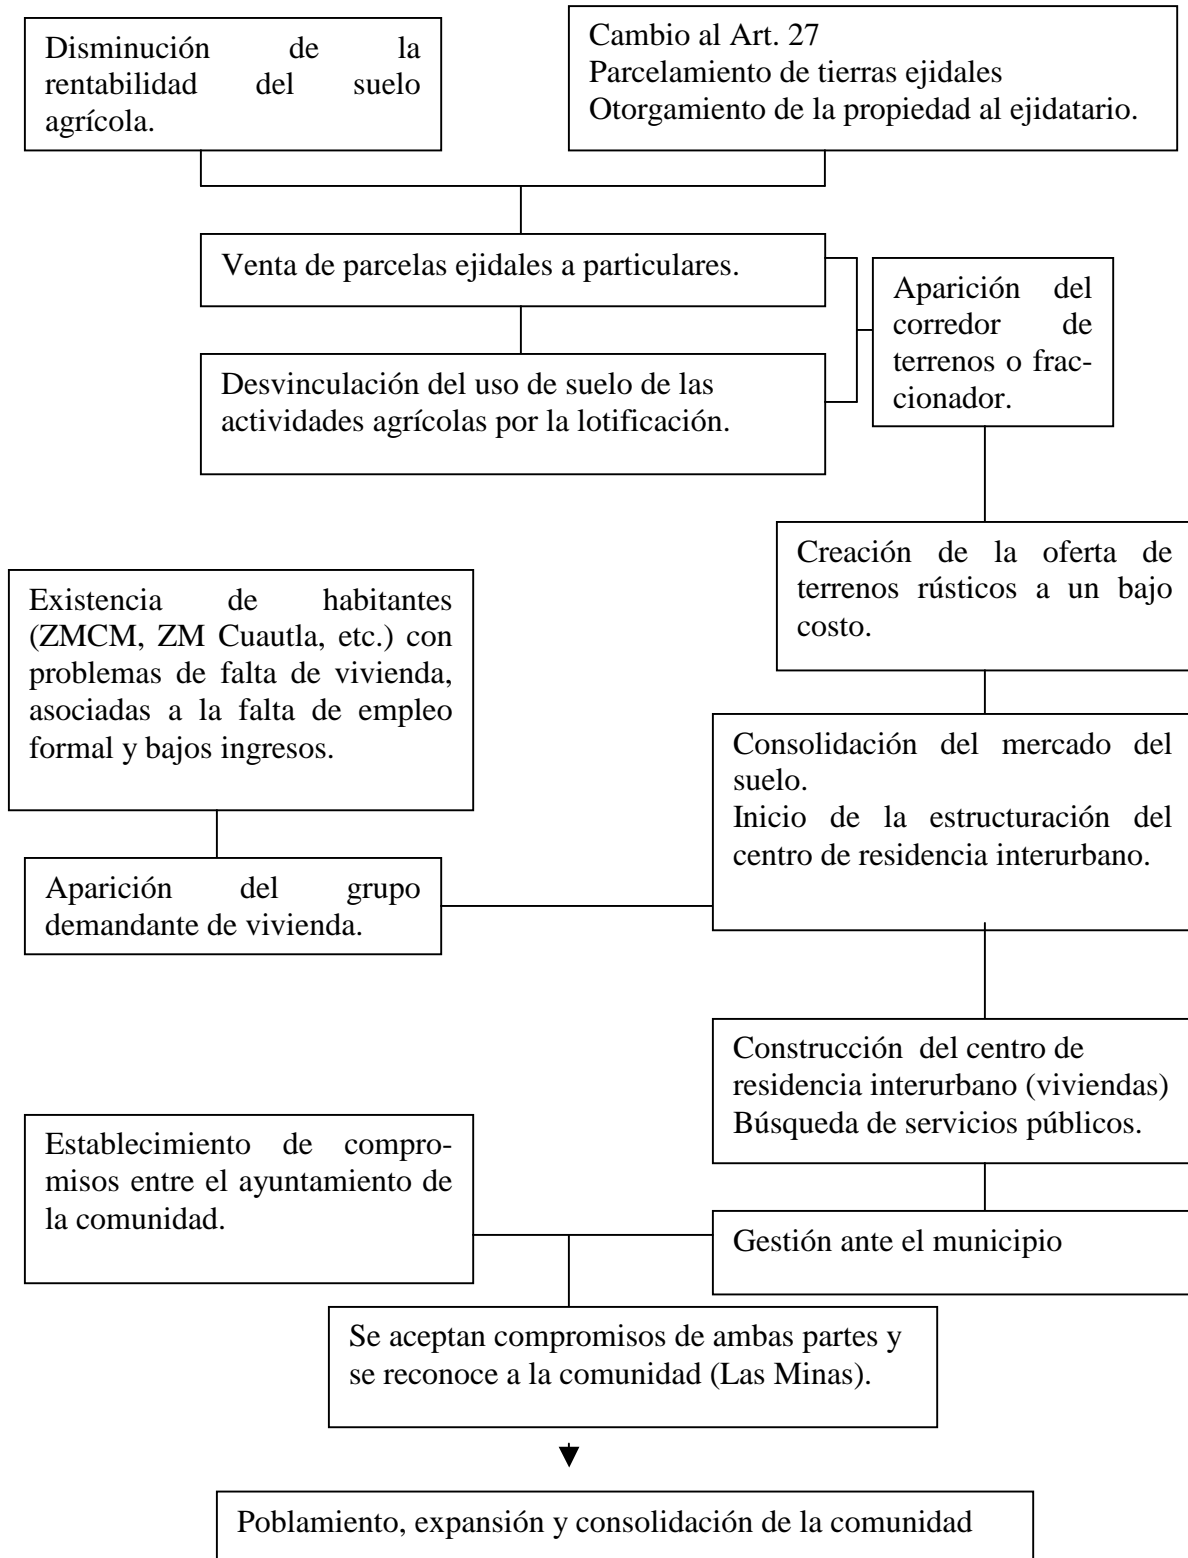 Disminución de la
rentabilidad del suelo
agrícola.
Cambio al Art. 27
Parcelamiento de tierras ejidales
Otorgamiento de la propiedad al ejidatario.
Venta de parcelas ejidales a particulares.
Aparición del
corredor de
terrenos o frac-
cionador.
Desvinculación del uso de suelo de las
actividades agrícolas por la lotificación.
Creación de la oferta de
terrenos rústicos a un bajo
costo.
Existencia de habitantes
(ZMCM, ZM Cuautla, etc.) con
problemas de falta de vivienda,
asociadas a la falta de empleo
formal y bajos ingresos.
Consolidación del mercado del
suelo.
Inicio de la estructuración del
centro de residencia interurbano.
Aparición del grupo
demandante de vivienda.
Construcción del centro de
residencia interurbano (viviendas)
Búsqueda de servicios públicos.
Establecimiento de compro-
misos entre el ayuntamiento de
la comunidad.
Gestión ante el municipio
Se aceptan compromisos de ambas partes y
se reconoce a la comunidad (Las Minas).
Poblamiento, expansión y consolidación de la comunidad